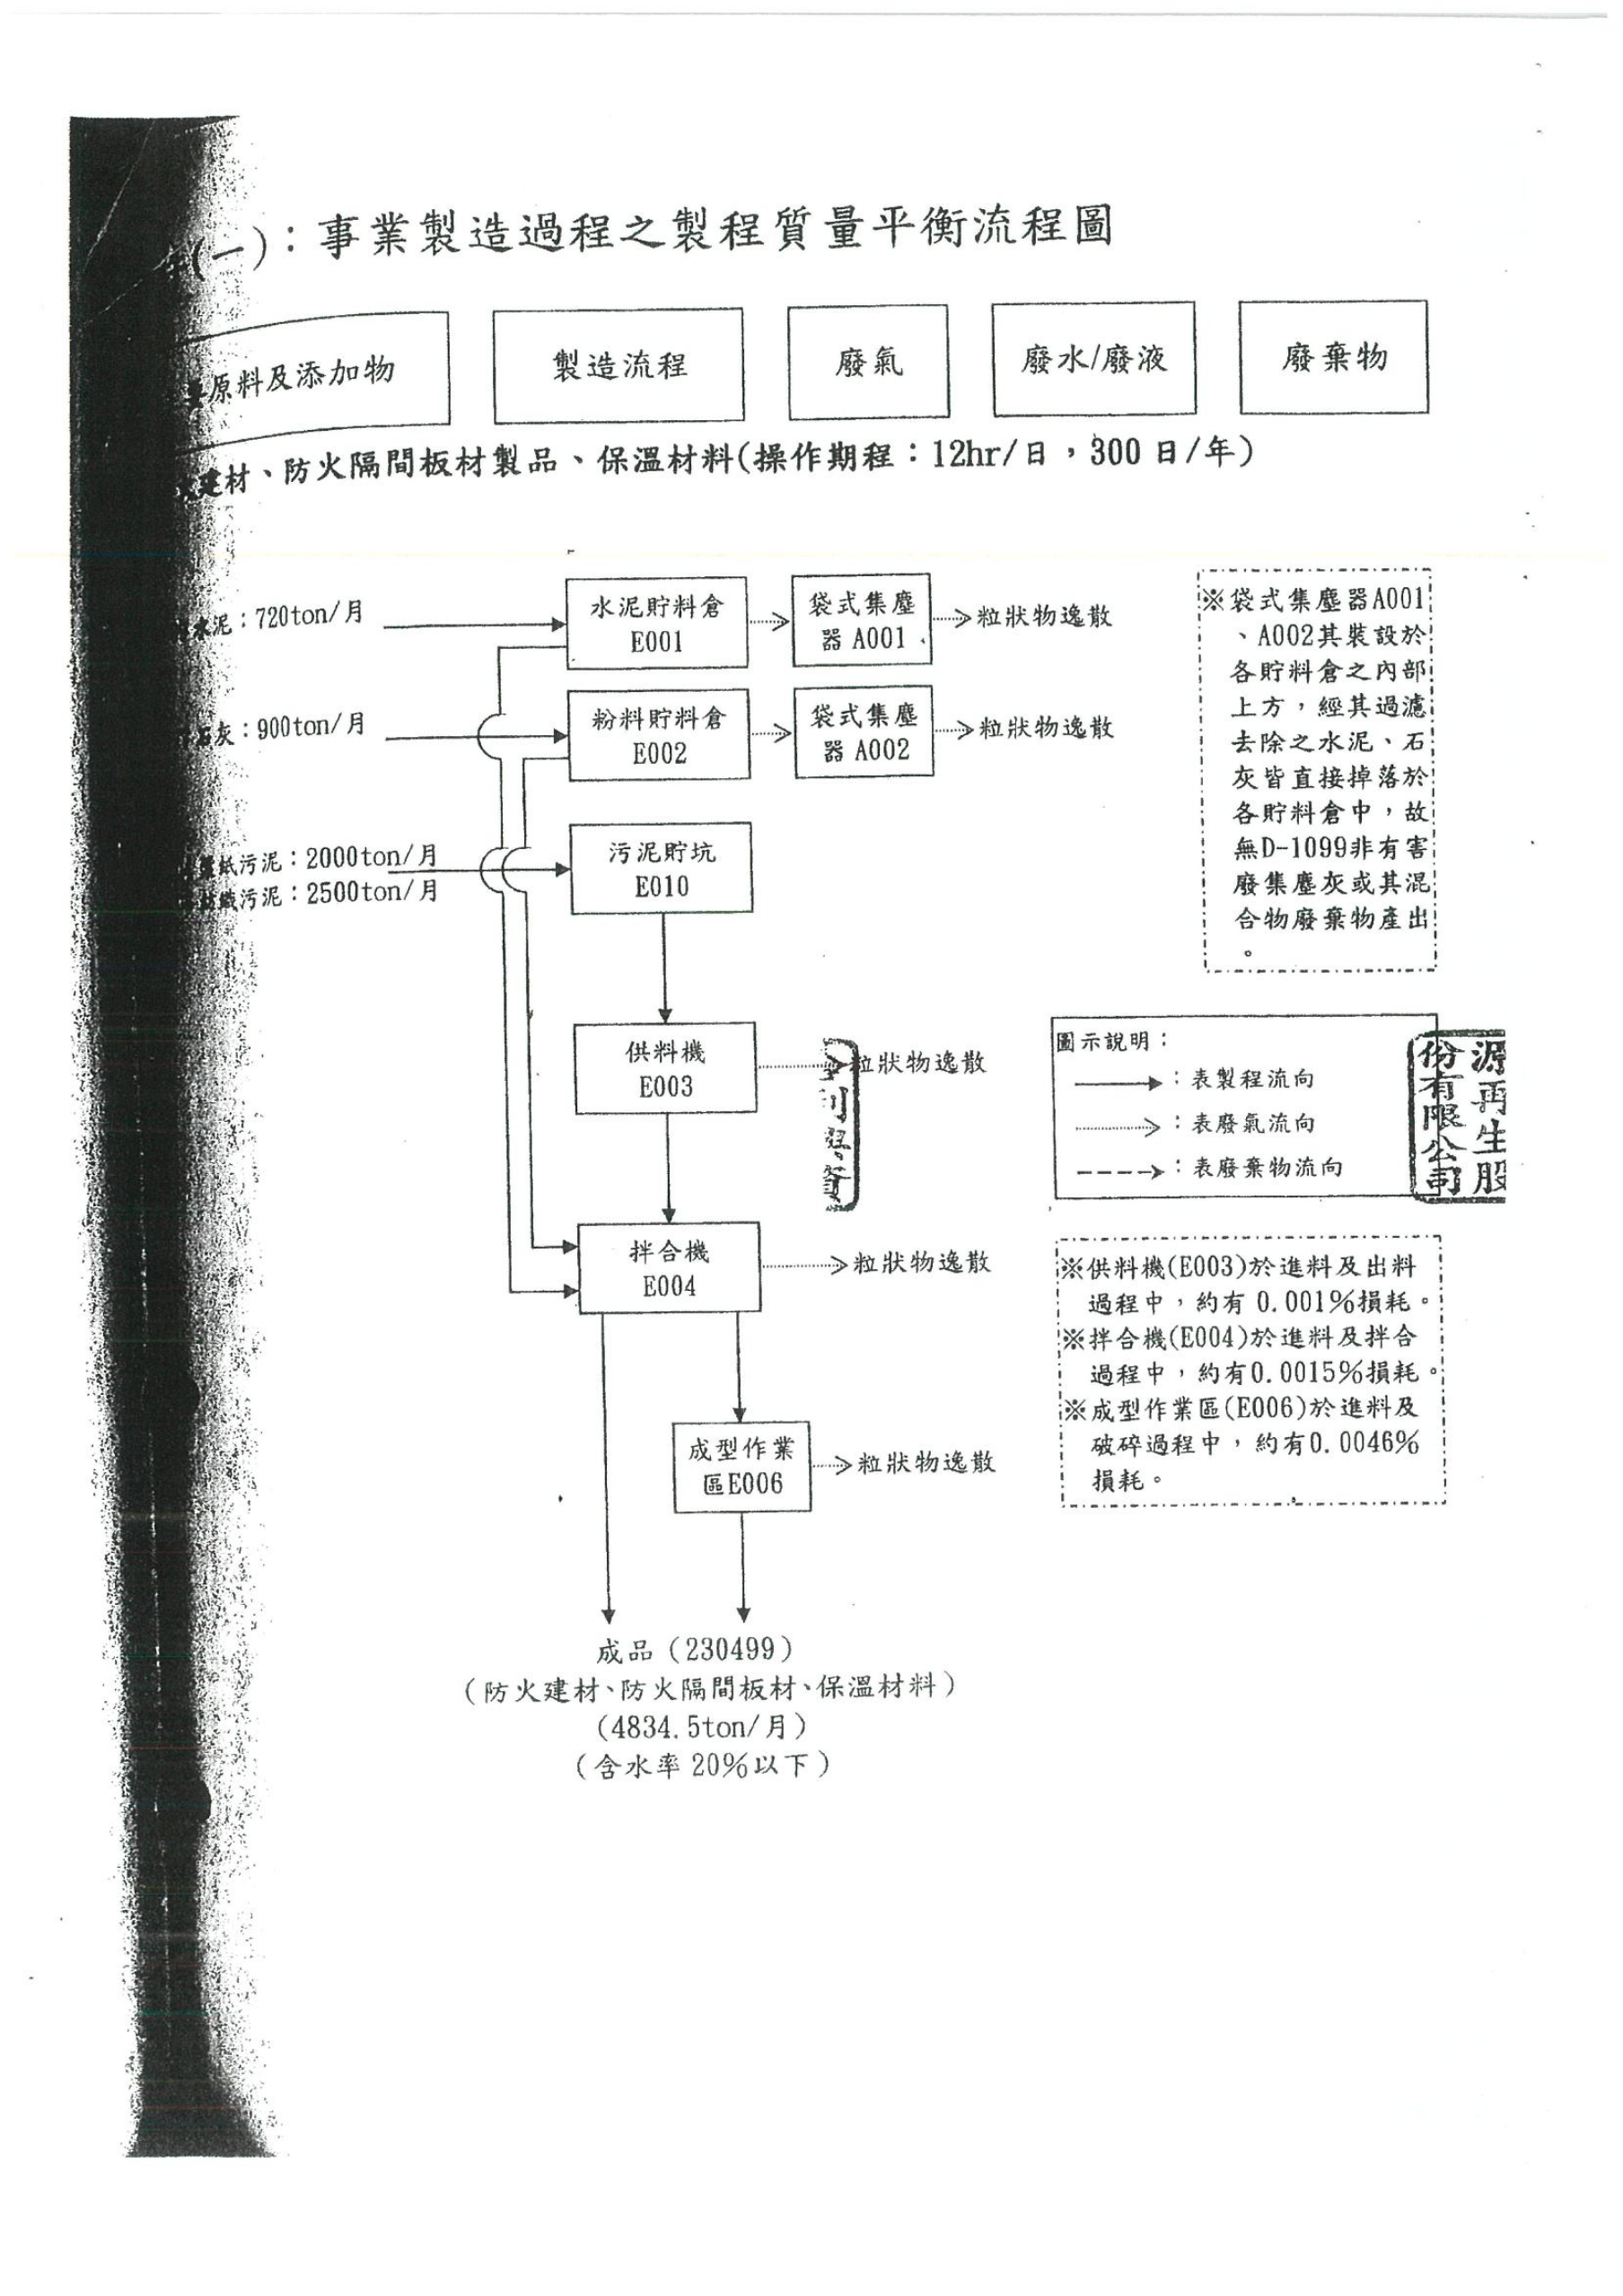 (一)：事業製造過程之製程質量平衡流程圖
原料及添加物
製造流程
廢氣
廢水/廢液
廢棄物
建材、防火隔間板材製品、保溫材料(操作期程：12hr/日，300日/年)
水泥：720ton/月
水泥貯料倉
E001
袋式集塵
器 A001
粒狀物逸散
石灰：900ton/月
粉料貯料倉
E002
袋式集塵
器 A002
粒狀物逸散
紙污泥：2000ton/月
污泥：2500ton/月
污泥貯坑
E010
※袋式集塵器A001
、A002其裝設於
各貯料倉之內部
上方，經其過濾
去除之水泥、石
灰皆直接掉落於
各貯料倉中，故
無D-1099非有害
廢集塵灰或其混
合物廢棄物產出
。
供料機
E003
粒狀物逸散
圖示說明：
：表製程流向
：表廢氣流向
：表廢棄物流向
源再生股
份有限公司
拌合機
E004
粒狀物逸散
※供料機(E003)於進料及出料
過程中，約有 0.001%損耗。
※拌合機(E004)於進料及拌合
過程中，約有0.0015%損耗。
※成型作業區(E006)於進料及
破碎過程中，約有0.0046%
損耗。
成型作業
區E006
粒狀物逸散
成品（230499）
（防火建材、防火隔間板材、保溫材料）
(4834.5ton/月)
（含水率 20%以下）